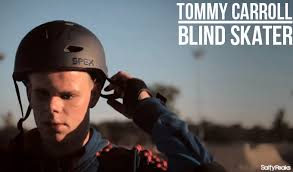 TOMMY CARROLL
BLIND SKATER
SPEX
SaltyPeaks